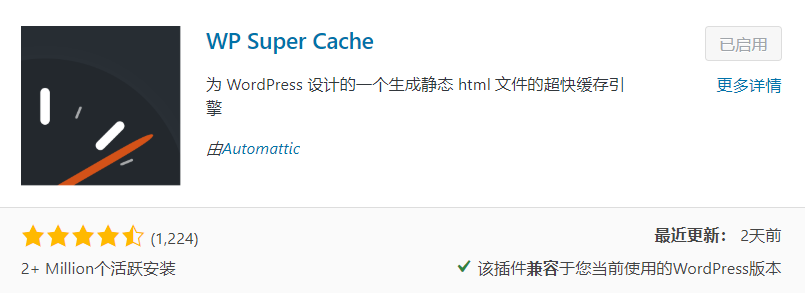 WP Super Cache
已启用
为 WordPress 设计的一个生成静态 html 文件的超快缓存引
擎
更多详情
由Automattic
(1,224)
最近更新： 2天前
2+ Million个活跃安装
该插件兼容于您当前使用的WordPress版本